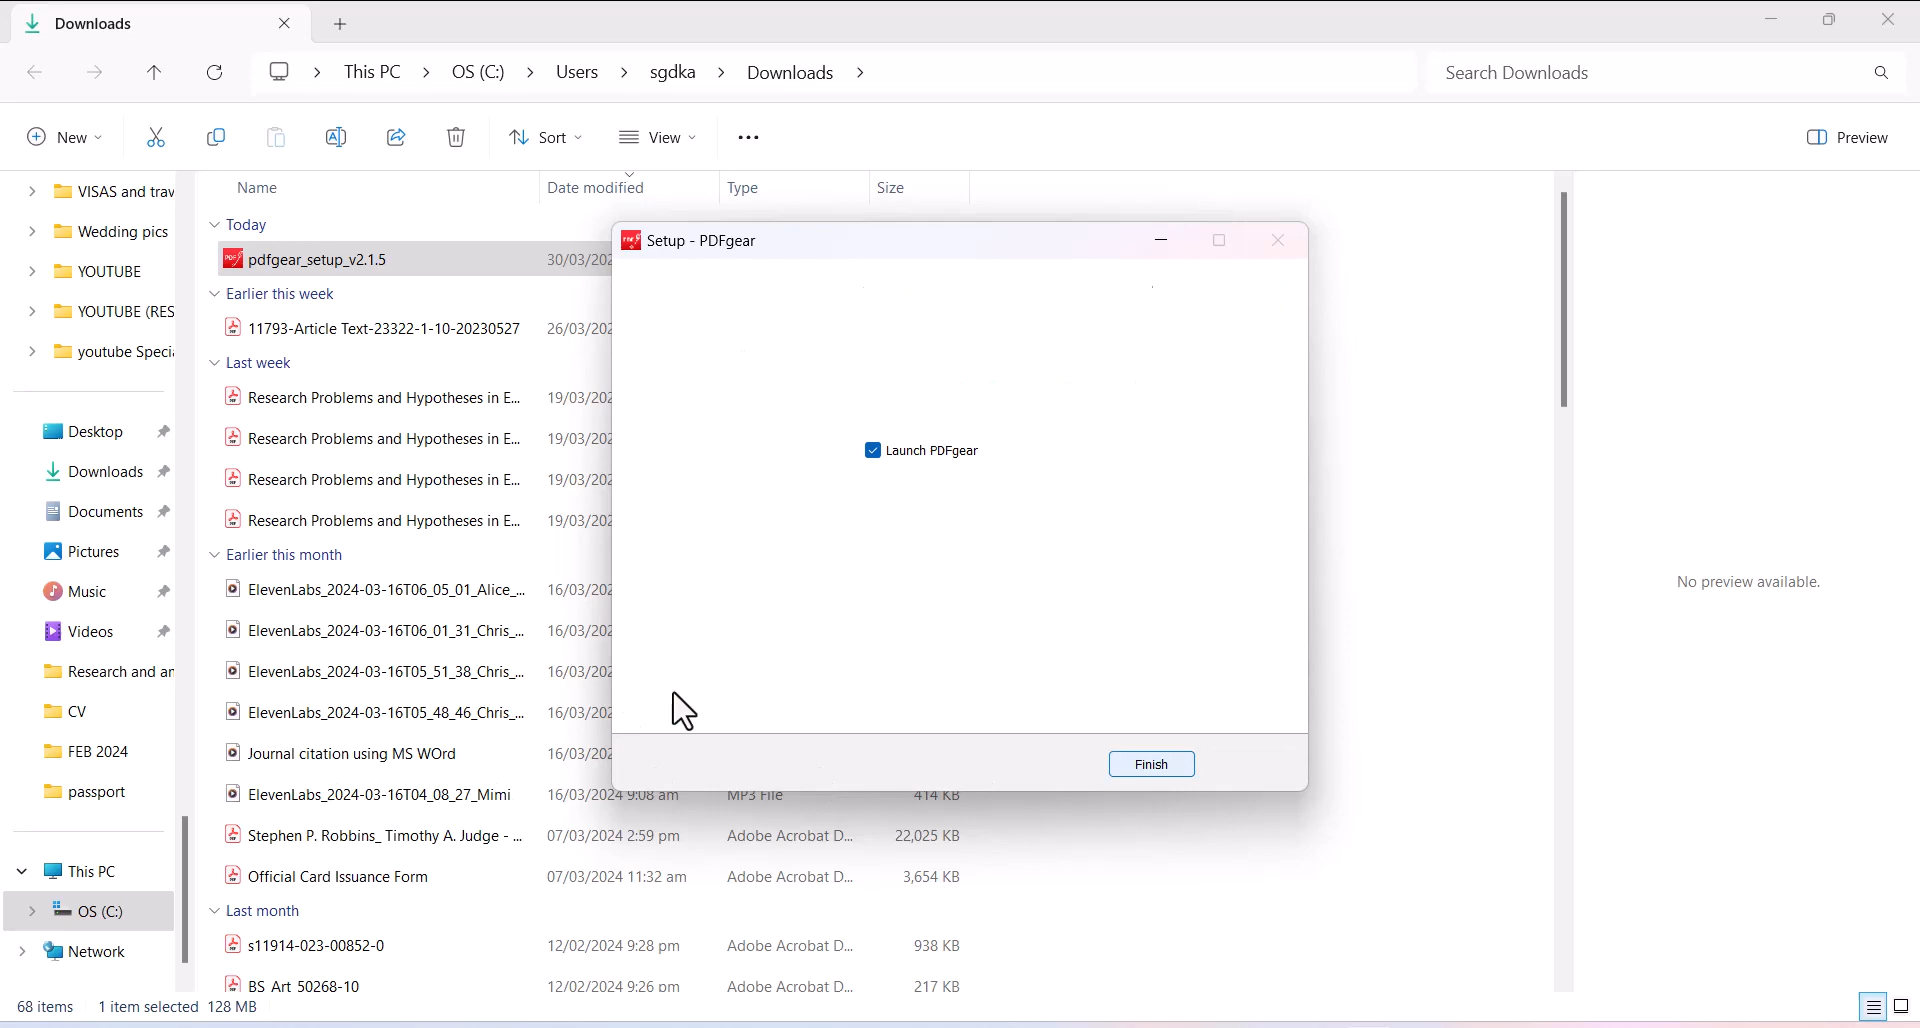 Downloads
This PC > OS (C:) > Users > sgdka > Downloads >
Search Downloads
New
Sort
View
Preview
VISAS and trav
Wedding pics
YOUTUBE
YOUTUBE (RES
youtube Speci
Desktop
Downloads
Documents
Pictures
Music
Videos
Research and an
CV
FEB 2024
passport
This PC
OS (C:)
Network
Name Date modified Type Size
Today
pdfgear_setup_v2.1.5 30/03/202
Earlier this week
11793-Article Text-23322-1-10-20230527 26/03/202
Last week
Research Problems and Hypotheses in E... 19/03/202
Research Problems and Hypotheses in E... 19/03/202
Research Problems and Hypotheses in E... 19/03/202
Research Problems and Hypotheses in E... 19/03/202
Earlier this month
ElevenLabs_2024-03-16T06_05_01_Alice_... 16/03/202
ElevenLabs_2024-03-16T06_01_31_Chris_... 16/03/202
ElevenLabs_2024-03-16T05_51_38_Chris_... 16/03/202
ElevenLabs_2024-03-16T05_48_46_Chris_... 16/03/202
Journal citation using MS WOrd 16/03/202
ElevenLabs_2024-03-16T04_08_27_Mimi 16/03/2024 9:08 am MP3 File 414 KB
Stephen P. Robbins_ Timothy A. Judge - ... 07/03/2024 2:59 pm Adobe Acrobat D... 22,025 KB
Official Card Issuance Form 07/03/2024 11:32 am Adobe Acrobat D... 3,654 KB
Last month
s11914-023-00852-0 12/02/2024 9:28 pm Adobe Acrobat D... 938 KB
BS Art 50268-10 12/02/2024 9:26 pm Adobe Acrobat D... 217 KB
Setup - PDFgear
Launch PDFgear
Finish
No preview available.
68 items 1 item selected 128 MB